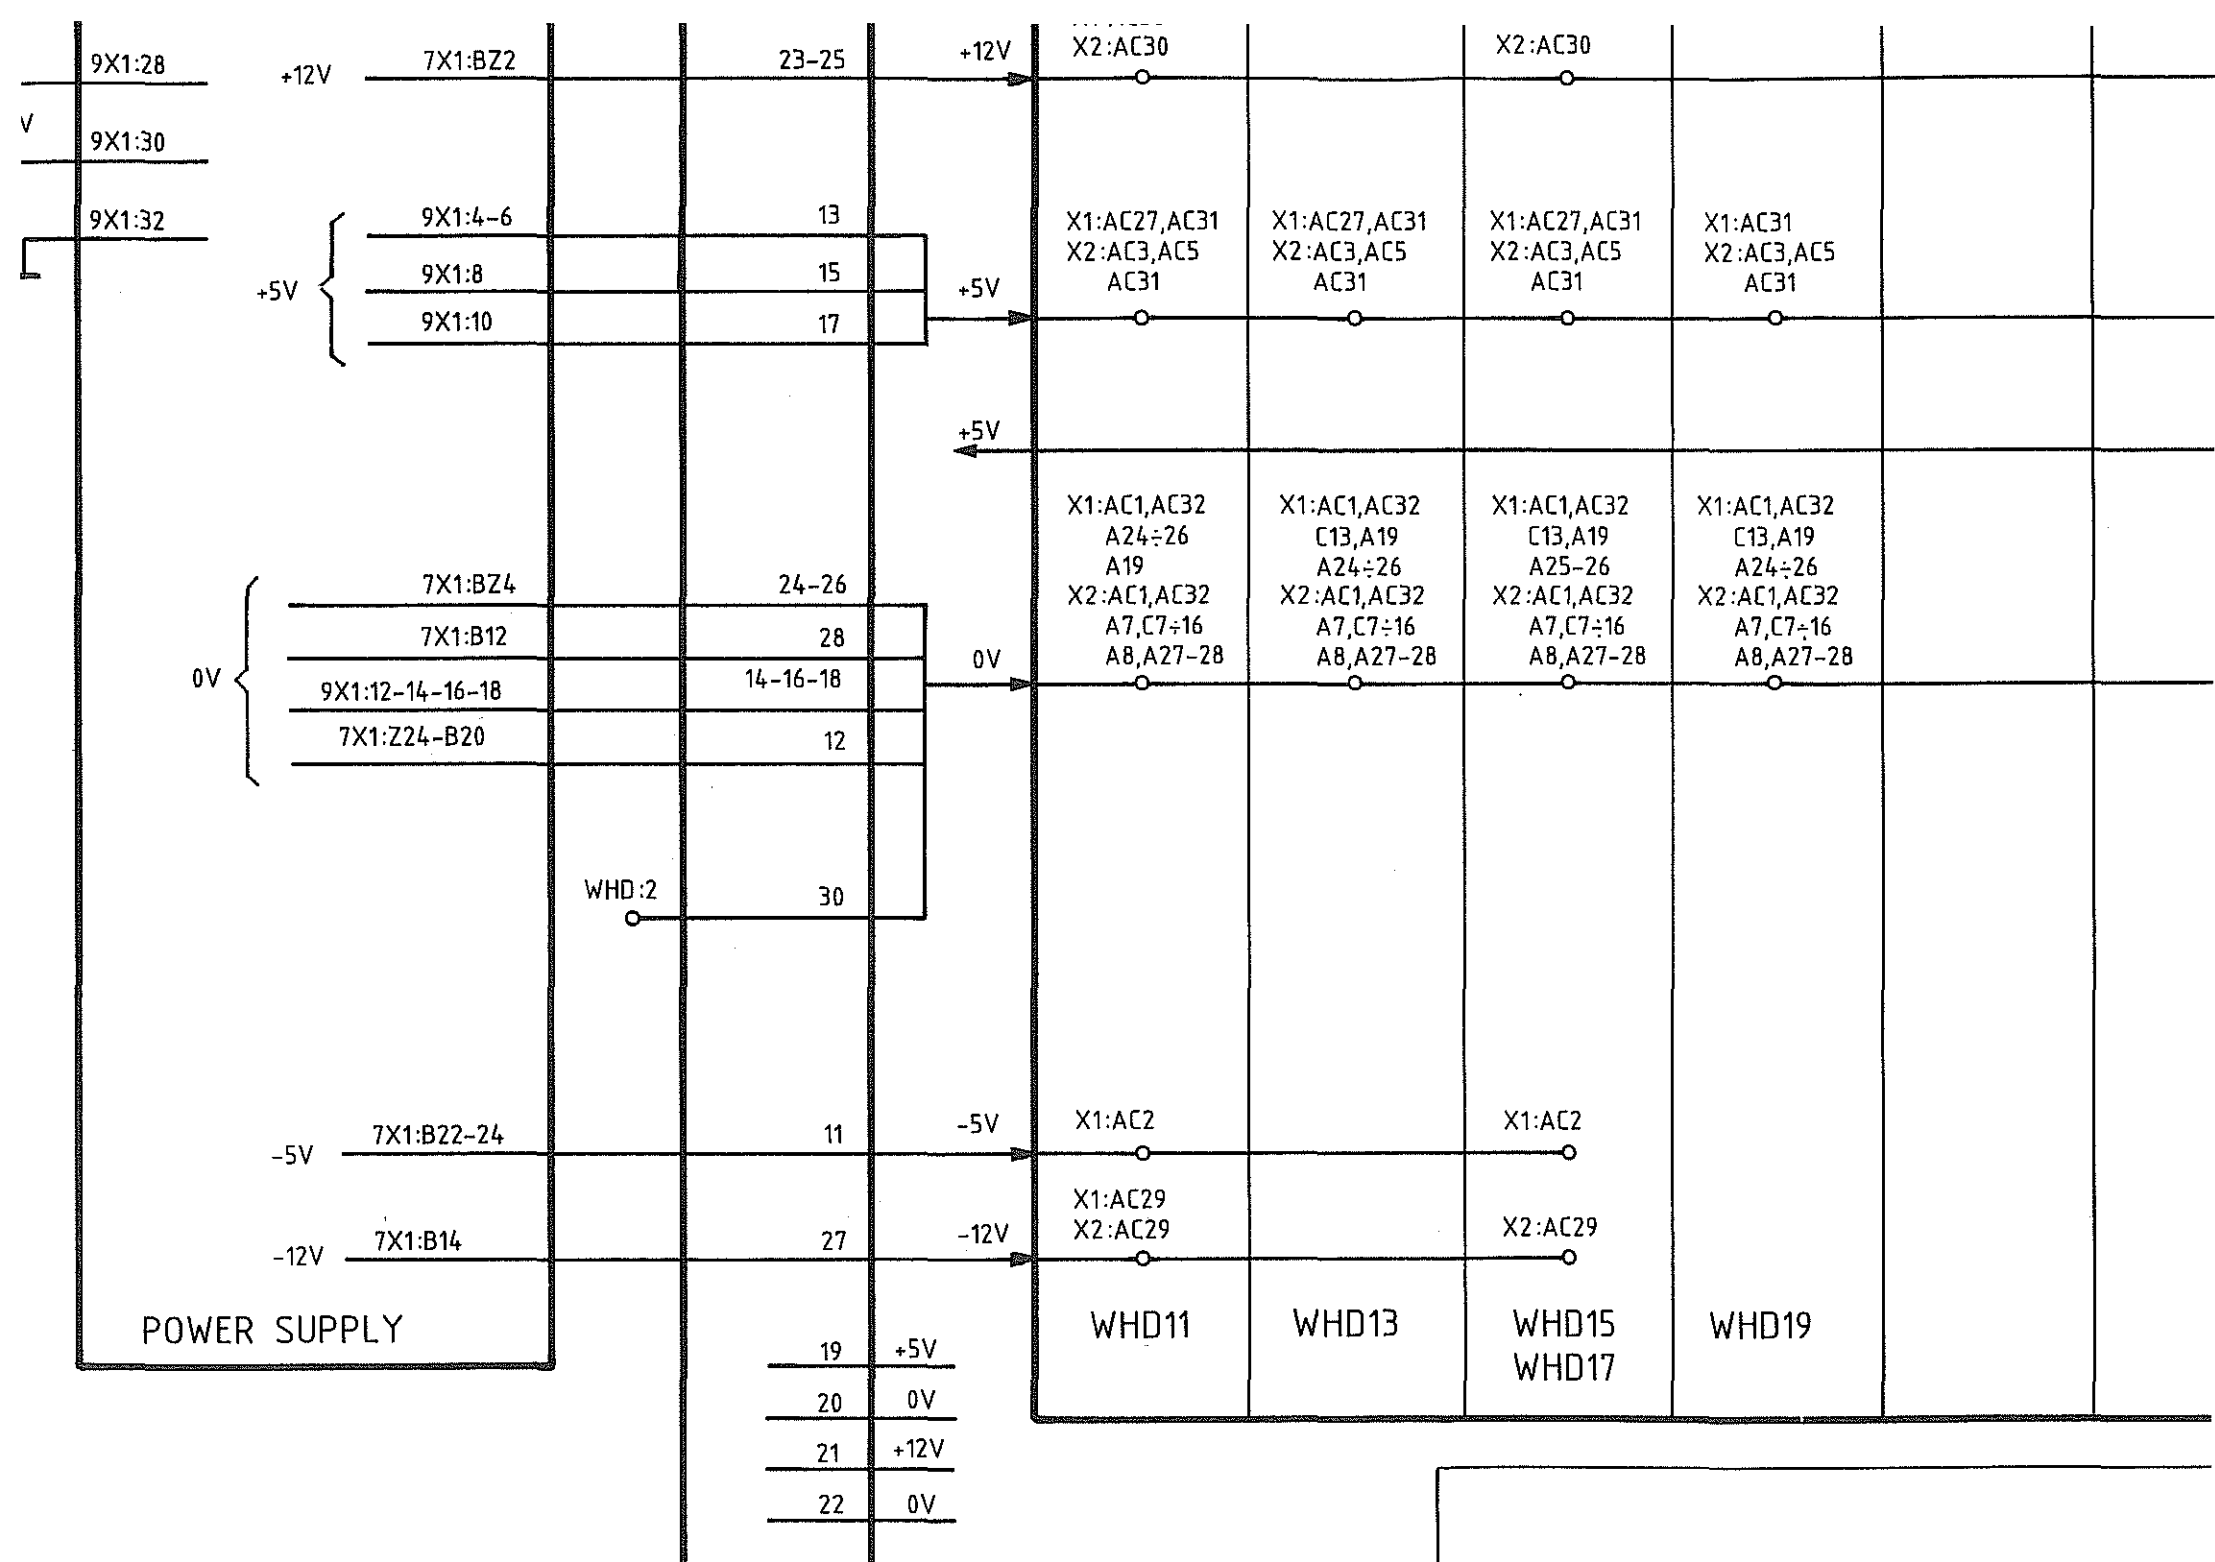 9X1:28
V
9X1:30
9X1:32
+12V
7X1:BZ2
23-25
+12V
X2:AC30
X2:AC30
+5V
9X1:4-6
13
9X1:8
15
9X1:10
17
+5V
X1:AC27,AC31
X2:AC3,AC5
AC31
X1:AC27,AC31
X2:AC3,AC5
AC31
X1:AC27,AC31
X2:AC3,AC5
AC31
X1:AC31
X2:AC3,AC5
AC31
+5V
0V
7X1:BZ4
24-26
7X1:B12
28
9X1:12-14-16-18
14-16-18
7X1:Z24-B20
12
WHD:2
30
0V
X1:AC1,AC32
A24÷26
A19
X2:AC1,AC32
A7,C7÷16
A8,A27-28
X1:AC1,AC32
C13,A19
A24÷26
X2:AC1,AC32
A7,C7÷16
A8,A27-28
X1:AC1,AC32
C13,A19
A25-26
X2:AC1,AC32
A7,C7÷16
A8,A27-28
X1:AC1,AC32
C13,A19
A24÷26
X2:AC1,AC32
A7,C7÷16
A8,A27-28
-5V
7X1:B22-24
11
-5V
X1:AC2
X1:AC2
-12V
7X1:B14
27
-12V
X1:AC29
X2:AC29
X2:AC29
POWER SUPPLY
WHD11
WHD13
WHD15
WHD17
WHD19
19 +5V
20 0V
21 +12V
22 0V